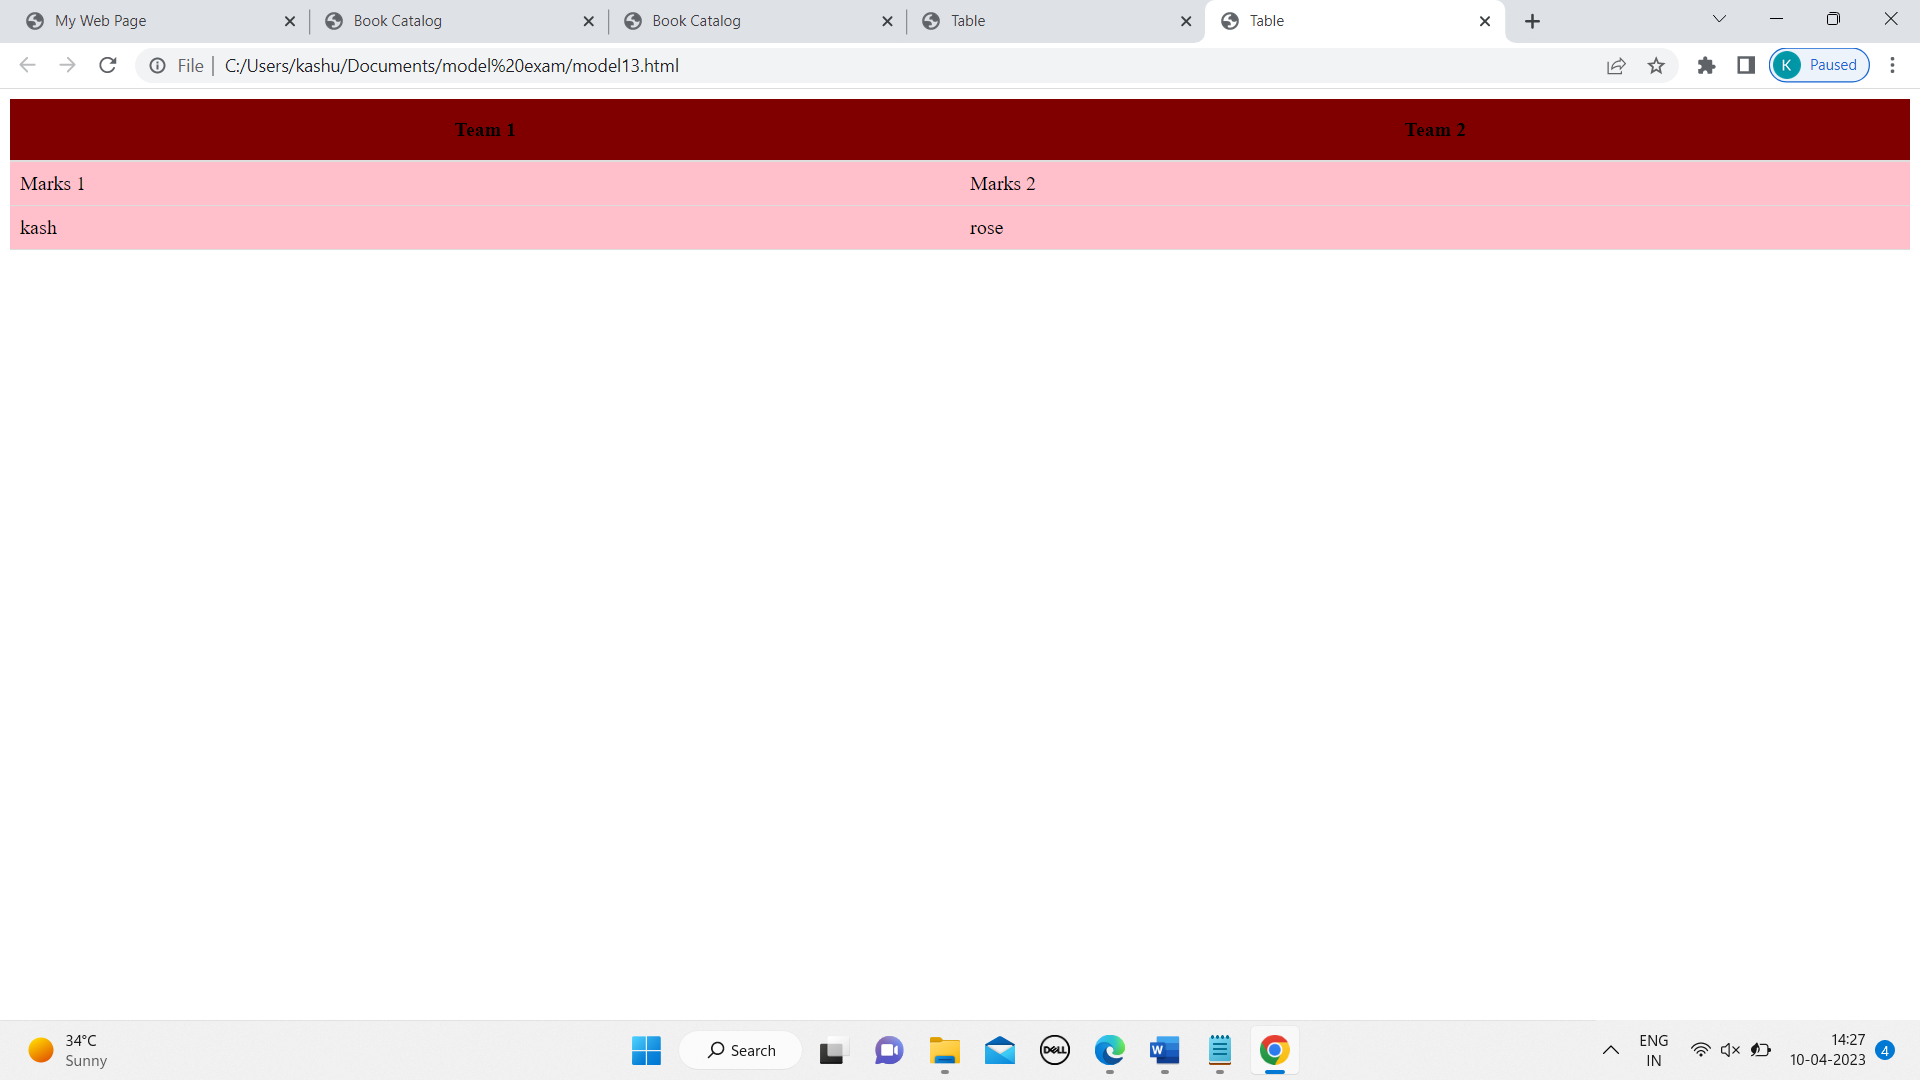 My Web Page
Book Catalog
Book Catalog
Table
Table
File
C:/Users/kashu/Documents/model%20exam/model13.html
K
Paused
Team 1
Team 2
Marks 1
Marks 2
kash
rose
34°C
Sunny
Search
DELL
W
ENG
IN
14:27
10-04-2023
4